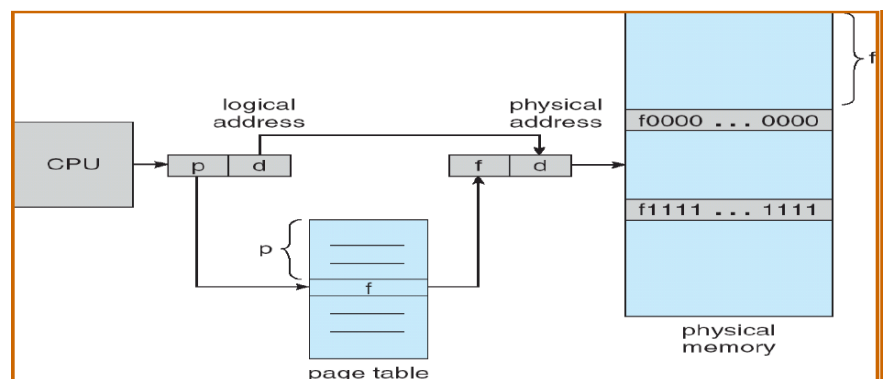 logical
address
physical
address
f
f0000 ... 0000
CPU
p d
f d
f1111 ... 1111
p
f
physical
memory
page table